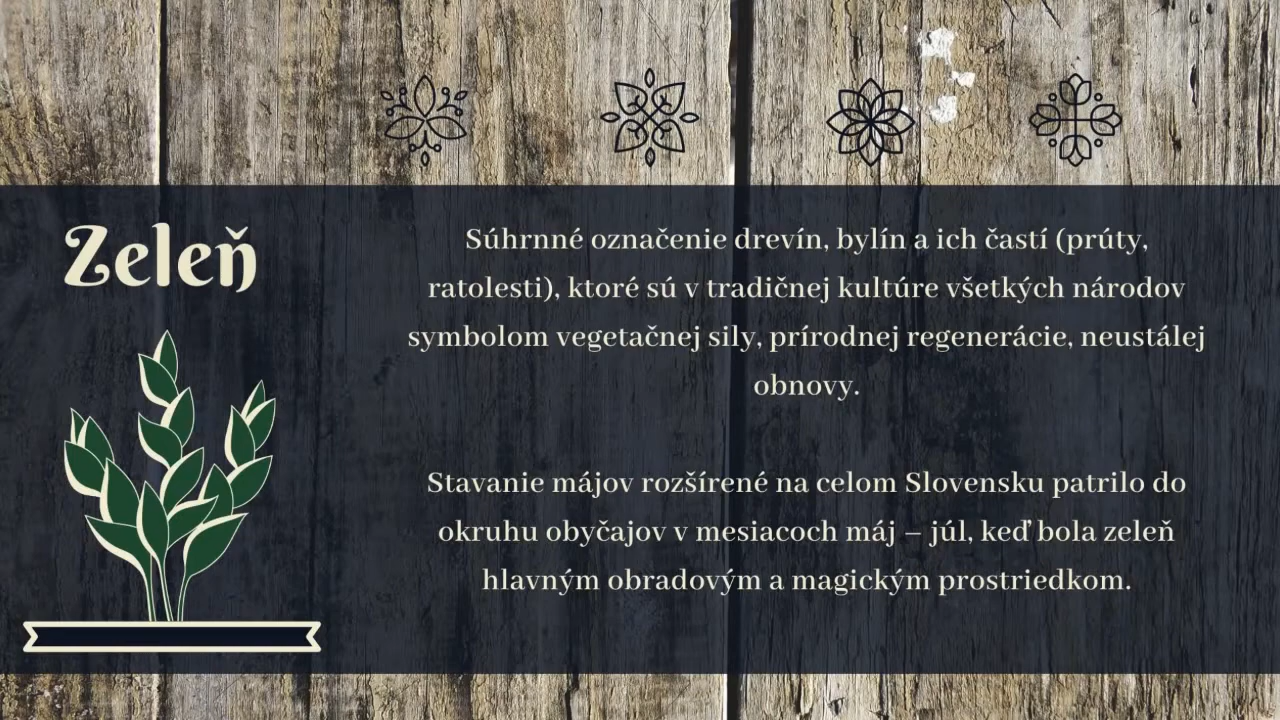 Zeleň
Súhrnné označenie drevín, bylín a ich častí (prúty,
ratolesti), ktoré sú v tradičnej kultúre všetkých národov
symbolom vegetačnej sily, prírodnej regenerácie, neustálej
obnovy.
Stavanie májov rozšírené na celom Slovensku patrilo do
okruhu obyčajov v mesiacoch máj – júl, keď bola zeleň
hlavným obradovým a magickým prostriedkom.